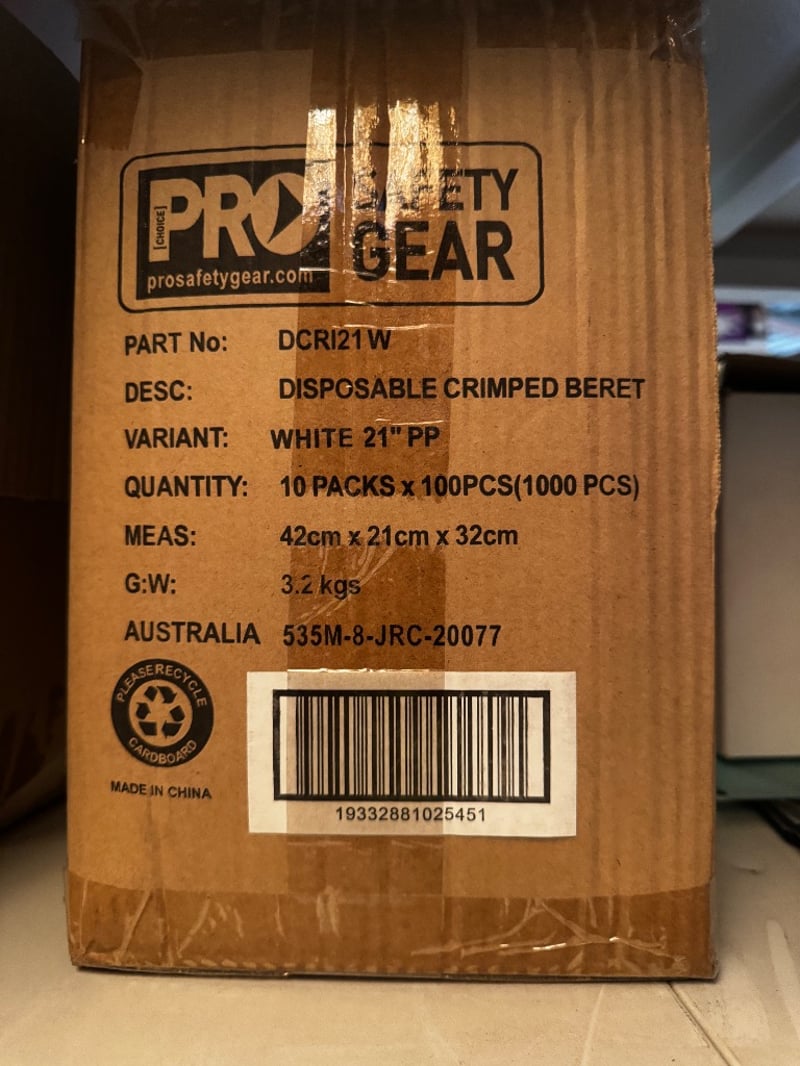 [CHOICE]
PRO
prosafetygear.com
SAFETY
GEAR
PART No: DCRI21W
DESC: DISPOSABLE CRIMPED BERET
VARIANT: WHITE 21" PP
QUANTITY: 10 PACKS x 100PCS(1000 PCS)
MEAS: 42cm x 21cm x 32cm
G:W: 3.2 kgs
AUSTRALIA 535M-8-JRC-20077
PLEASE RECYCLE
CARDBOARD
MADE IN CHINA
19332881025451